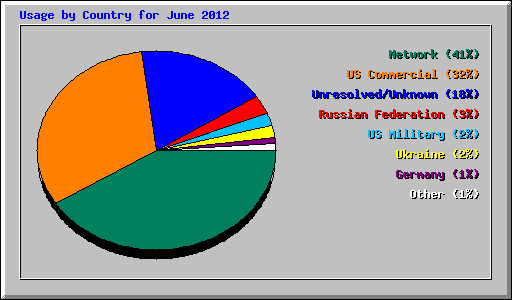 Usage by Country for June 2012
Network (41%)
US Commercial (32%)
Unresolved/Unknown (18%)
Russian Federation (3%)
US Military (2%)
Ukraine (2%)
Germany (1%)
Other (1%)